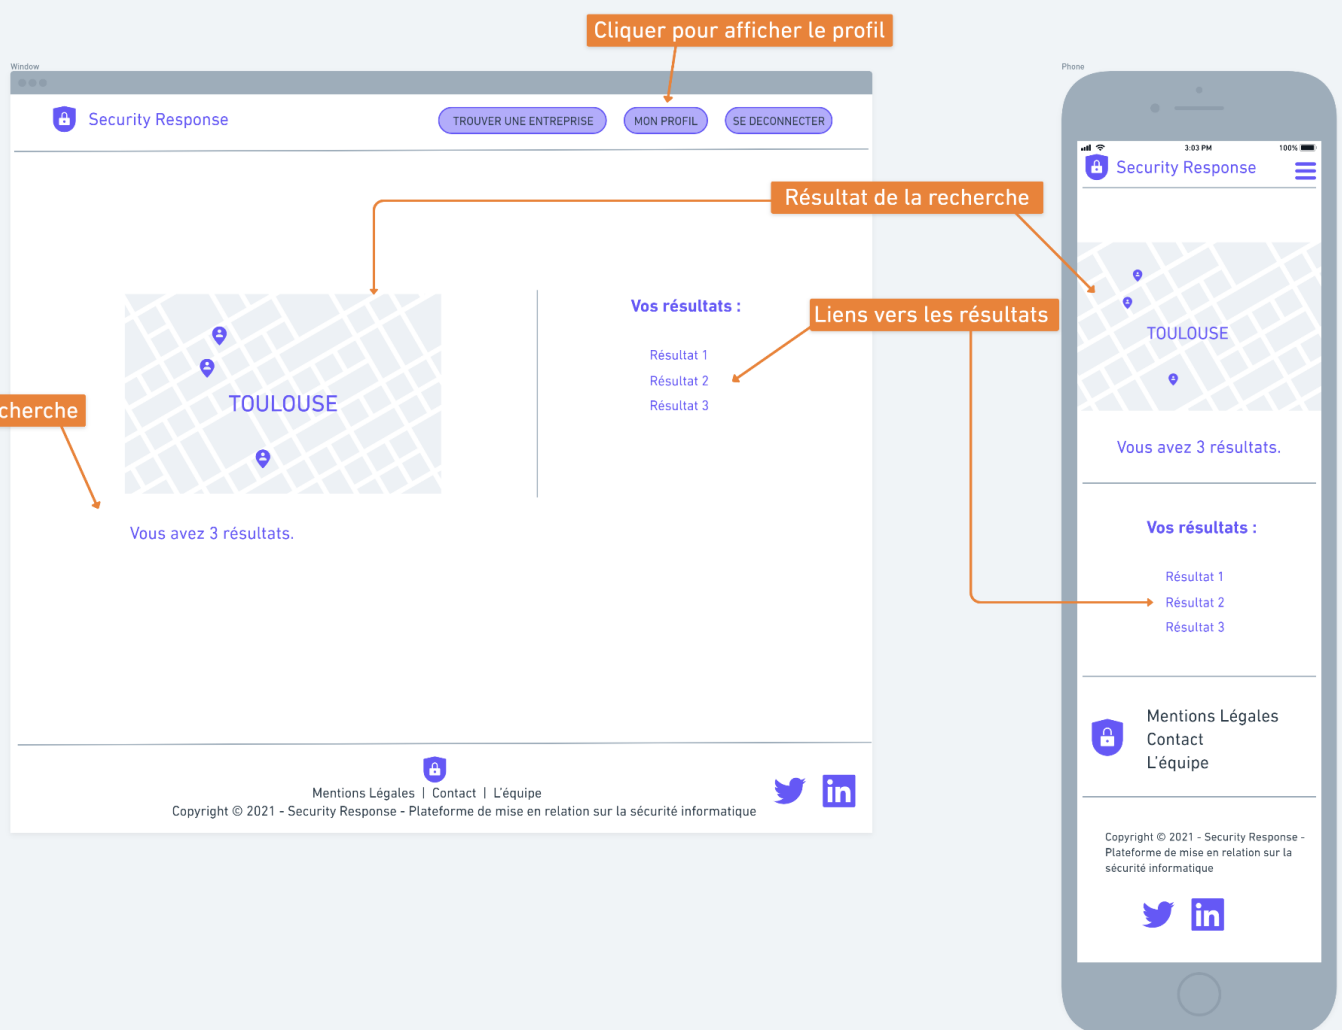 Cliquer pour afficher le profil
Window
Security Response
TROUVER UNE ENTREPRISE
MON PROFIL
SE DECONNECTER
Résultat de la recherche
Vos résultats :
Liens vers les résultats
Résultat 1
Résultat 2
Résultat 3
TOULOUSE
cherche
Vous avez 3 résultats.
Mentions Légales | Contact | L'équipe
Copyright © 2021 - Security Response - Plateforme de mise en relation sur la sécurité informatique
in
Phone
3:03 PM
100%
Security Response
TOULOUSE
Vous avez 3 résultats.
Vos résultats :
Résultat 1
Résultat 2
Résultat 3
Mentions Légales
Contact
L'équipe
Copyright © 2021 - Security Response -
Plateforme de mise en relation sur la
sécurité informatique
in